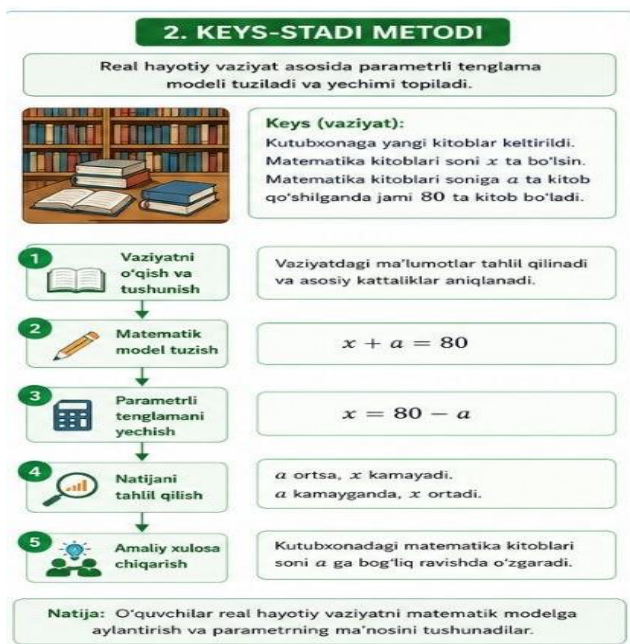 2. KEYS-STADI METODI
Real hayotiy vaziyat asosida parametrli tenglama
modeli tuziladi va yechimi topiladi.
Keys (vaziyat):
Kutubxonaga yangi kitoblar keltirildi.
Matematika kitoblari soni x ta bo'lsin.
Matematika kitoblari soniga a ta kitob
qo'shilganda jami 80 ta kitob bo'ladi.
1
Vaziyatni
o'qish va
tushunish
Vaziyatdagi ma'lumotlar tahlil qilinadi
va asosiy kattaliklar aniqlanadi.
2
Matematik
model tuzish
x + a = 80
3
Parametrli
tenglamani
yechish
x = 80 − a
4
Natijani
tahlil qilish
a ortsa, x kamayadi.
a kamayganda, x ortadi.
5
Amaliy xulosa
chiqarish
Kutubxonadagi matematika kitoblari
soni a ga bog'liq ravishda o'zgaradi.
Natija: O'quvchilar real hayotiy vaziyatni matematik modelga
aylantirish va parametrning ma'nosini tushunadilar.